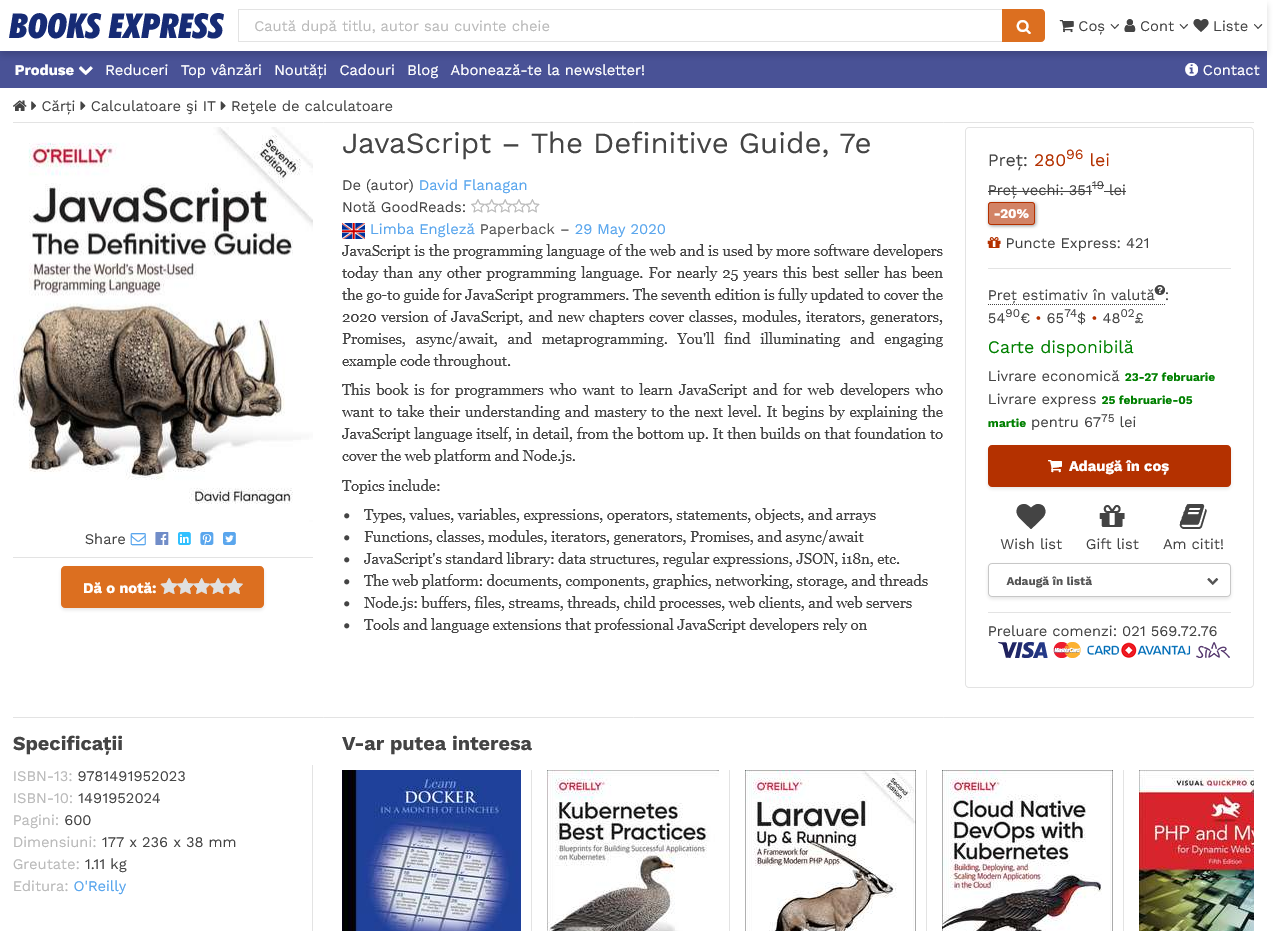 BOOKS EXPRESS
Caută după titlu, autor sau cuvinte cheie
Coș
Cont
Liste
Produse Reduceri Top vânzări Noutăți Cadouri Blog Abonează-te la newsletter! Contact
Cărți Calculatoare şi IT Reţele de calculatoare
O'REILLY®
Seventh
Edition
JavaScript
The Definitive Guide
Master the World's Most-Used
Programming Language
David Flanagan
Share
Dă o notă:
JavaScript – The Definitive Guide, 7e
De (autor) David Flanagan
Notă GoodReads:
Limba Engleză Paperback – 29 May 2020
JavaScript is the programming language of the web and is used by more software developers
today than any other programming language. For nearly 25 years this best seller has been
the go-to guide for JavaScript programmers. The seventh edition is fully updated to cover the
2020 version of JavaScript, and new chapters cover classes, modules, iterators, generators,
Promises, async/await, and metaprogramming. You'll find illuminating and engaging
example code throughout.
This book is for programmers who want to learn JavaScript and for web developers who
want to take their understanding and mastery to the next level. It begins by explaining the
JavaScript language itself, in detail, from the bottom up. It then builds on that foundation to
cover the web platform and Node.js.
Topics include:
• Types, values, variables, expressions, operators, statements, objects, and arrays
• Functions, classes, modules, iterators, generators, Promises, and async/await
• JavaScript's standard library: data structures, regular expressions, JSON, i18n, etc.
• The web platform: documents, components, graphics, networking, storage, and threads
• Node.js: buffers, files, streams, threads, child processes, web clients, and web servers
• Tools and language extensions that professional JavaScript developers rely on
Preț: 280⁹⁶ lei
Preț vechi: 351¹⁹ lei
-20%
Puncte Express: 421
Preț estimativ în valută?:
54⁹⁰€ • 65⁷⁴$ • 48⁰²£
Carte disponibilă
Livrare economică 23-27 februarie
Livrare express 25 februarie-05
martie pentru 67⁷⁵ lei
Adaugă în coș
Wish list Gift list Am citit!
Adaugă în listă
Preluare comenzi: 021 569.72.76
VISA MasterCard CARD AVANTAJ STAR
Specificații
ISBN-13: 9781491952023
ISBN-10: 1491952024
Pagini: 600
Dimensiuni: 177 x 236 x 38 mm
Greutate: 1.11 kg
Editura: O'Reilly
V-ar putea interesa
Learn
DOCKER
IN A MONTH OF LUNCHES
O'REILLY®
Kubernetes
Best Practices
Blueprints for Building Successful Applications
on Kubernetes
O'REILLY®
Second
Edition
Laravel
Up & Running
A Framework for
Building Modern PHP Apps
O'REILLY®
Cloud Native
DevOps with
Kubernetes
Building, Deploying, and
Scaling Modern Applications
in the Cloud
VISUAL QUICKPRO G
PHP and My
for Dynamic Web
Fifth Edition